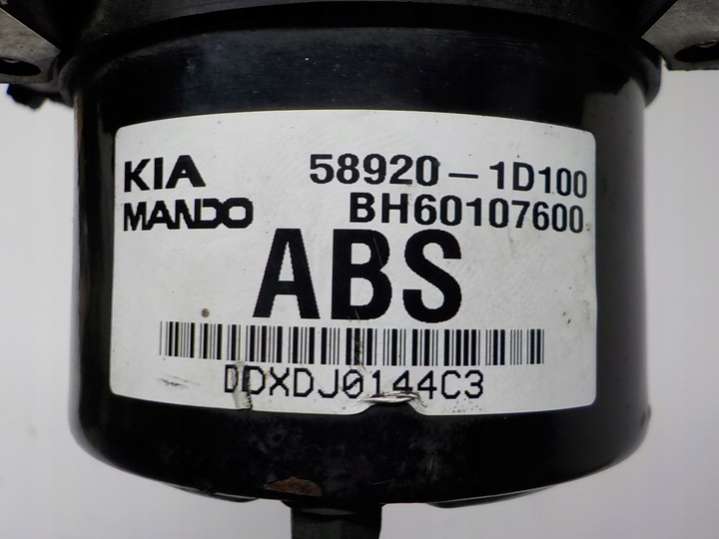 KIA 58920-1D100
MANDO BH60107600
ABS
DDXDJ0144C3